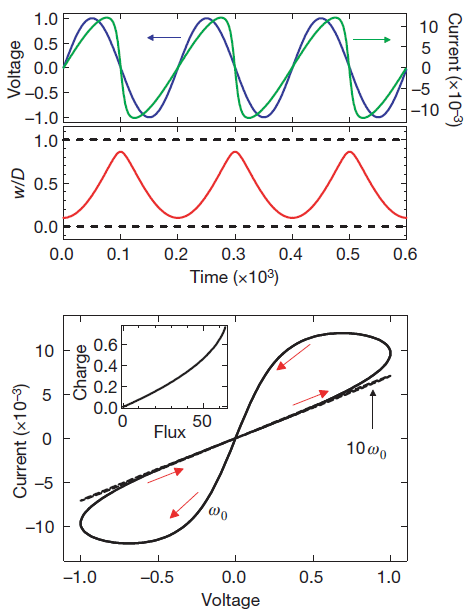 Voltage
1.0
0.5
0.0
−0.5
−1.0
10
5
0
−5
−10
Current (×10⁻³)
w/D
1.0
0.5
0.0
0.0 0.1 0.2 0.3 0.4 0.5 0.6
Time (×10³)
Current (×10⁻³)
10
5
0
−5
−10
Charge
0.6
0.4
0.2
0.0
0 50
Flux
10ω₀
ω₀
−1.0 −0.5 0.0 0.5 1.0
Voltage